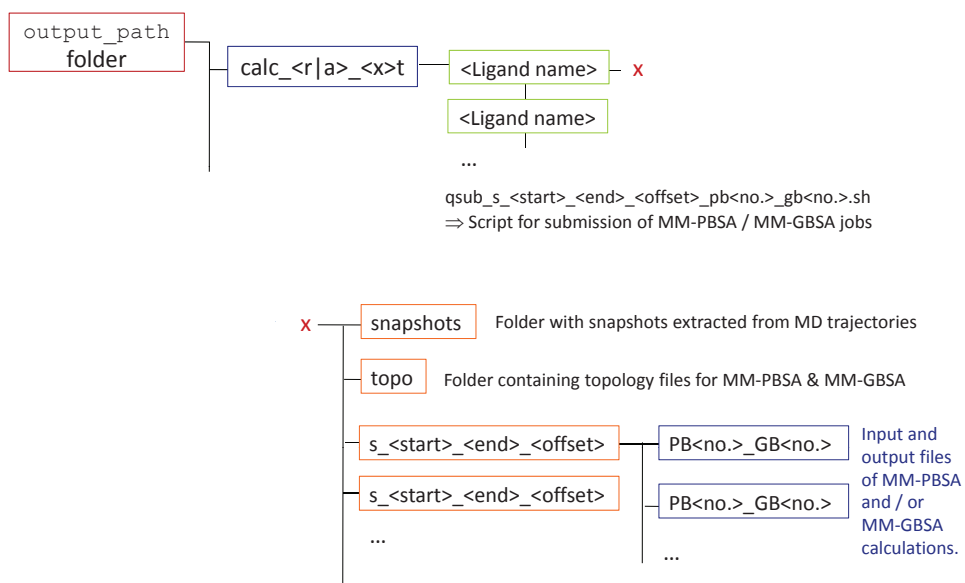 output_path
folder
calc_<r|a>_<x>t
<Ligand name>
x
<Ligand name>
...
qsub_s_<start>_<end>_<offset>_pb<no.>_gb<no.>.sh
⇒ Script for submission of MM-PBSA / MM-GBSA jobs
x
snapshots
Folder with snapshots extracted from MD trajectories
topo
Folder containing topology files for MM-PBSA & MM-GBSA
s_<start>_<end>_<offset>
PB<no.>_GB<no.>
Input and
output files
of MM-PBSA
and / or
MM-GBSA
calculations.
s_<start>_<end>_<offset>
PB<no.>_GB<no.>
...
...